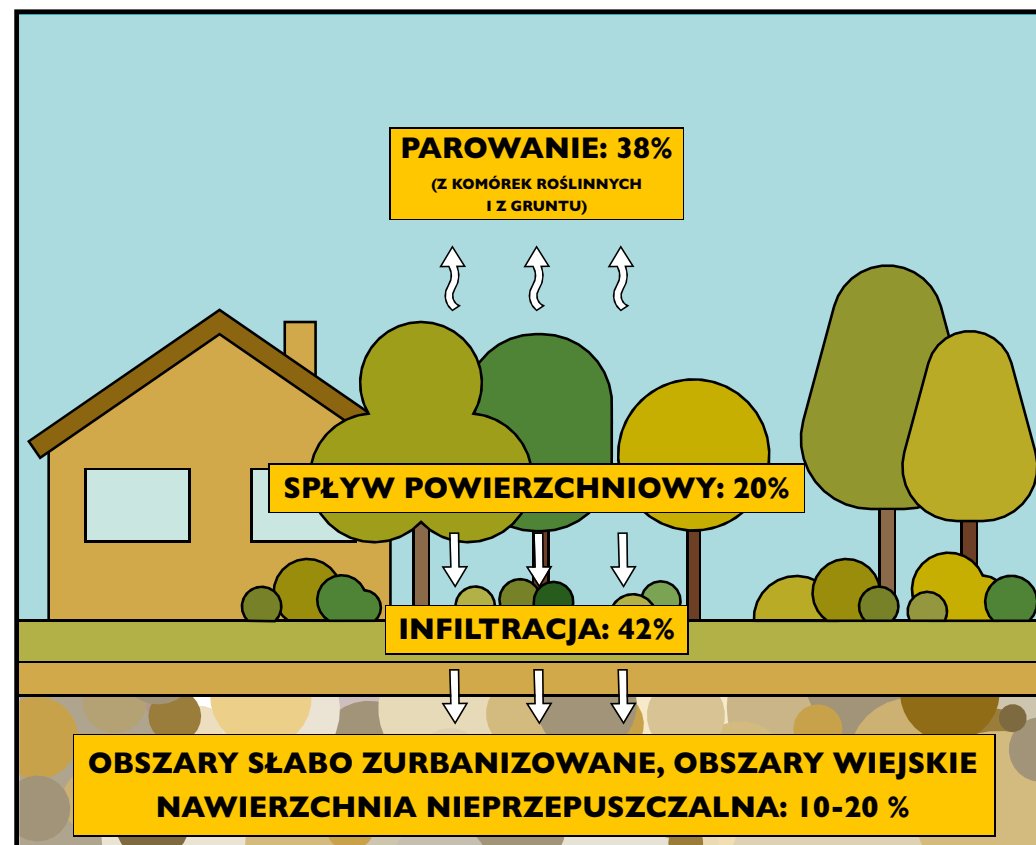 PAROWANIE: 38%
(Z KOMÓREK ROŚLINNYCH
I Z GRUNTU)
SPŁYW POWIERZCHNIOWY: 20%
INFILTRACJA: 42%
OBSZARY SŁABO ZURBANIZOWANE, OBSZARY WIEJSKIE
NAWIERZCHNIA NIEPRZEPUSZCZALNA: 10-20 %